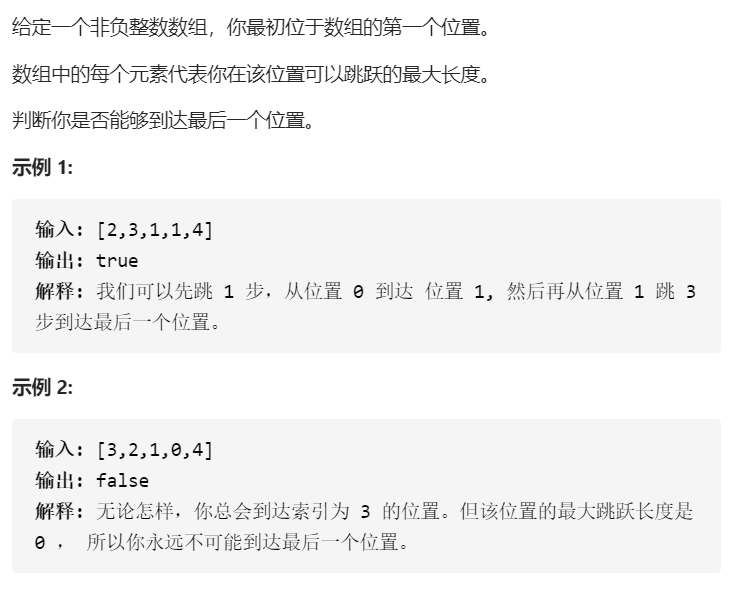 给定一个非负整数数组，你最初位于数组的第一个位置。
数组中的每个元素代表你在该位置可以跳跃的最大长度。
判断你是否能够到达最后一个位置。
示例 1:
输入: [2,3,1,1,4]
输出: true
解释: 我们可以先跳 1 步，从位置 0 到达 位置 1, 然后再从位置 1 跳 3
步到达最后一个位置。
示例 2:
输入: [3,2,1,0,4]
输出: false
解释: 无论怎样，你总会到达索引为 3 的位置。但该位置的最大跳跃长度是
0 ， 所以你永远不可能到达最后一个位置。